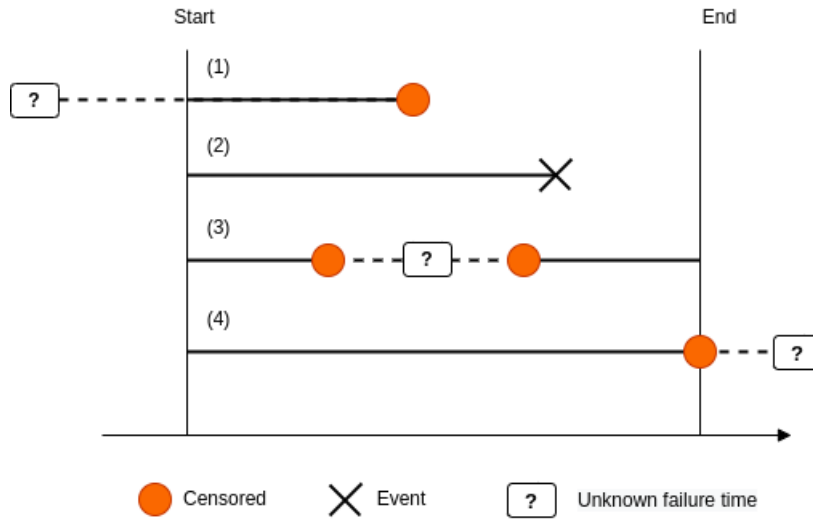 Start
End
(1)
?
(2)
(3)
?
(4)
?
Censored
Event
?
Unknown failure time